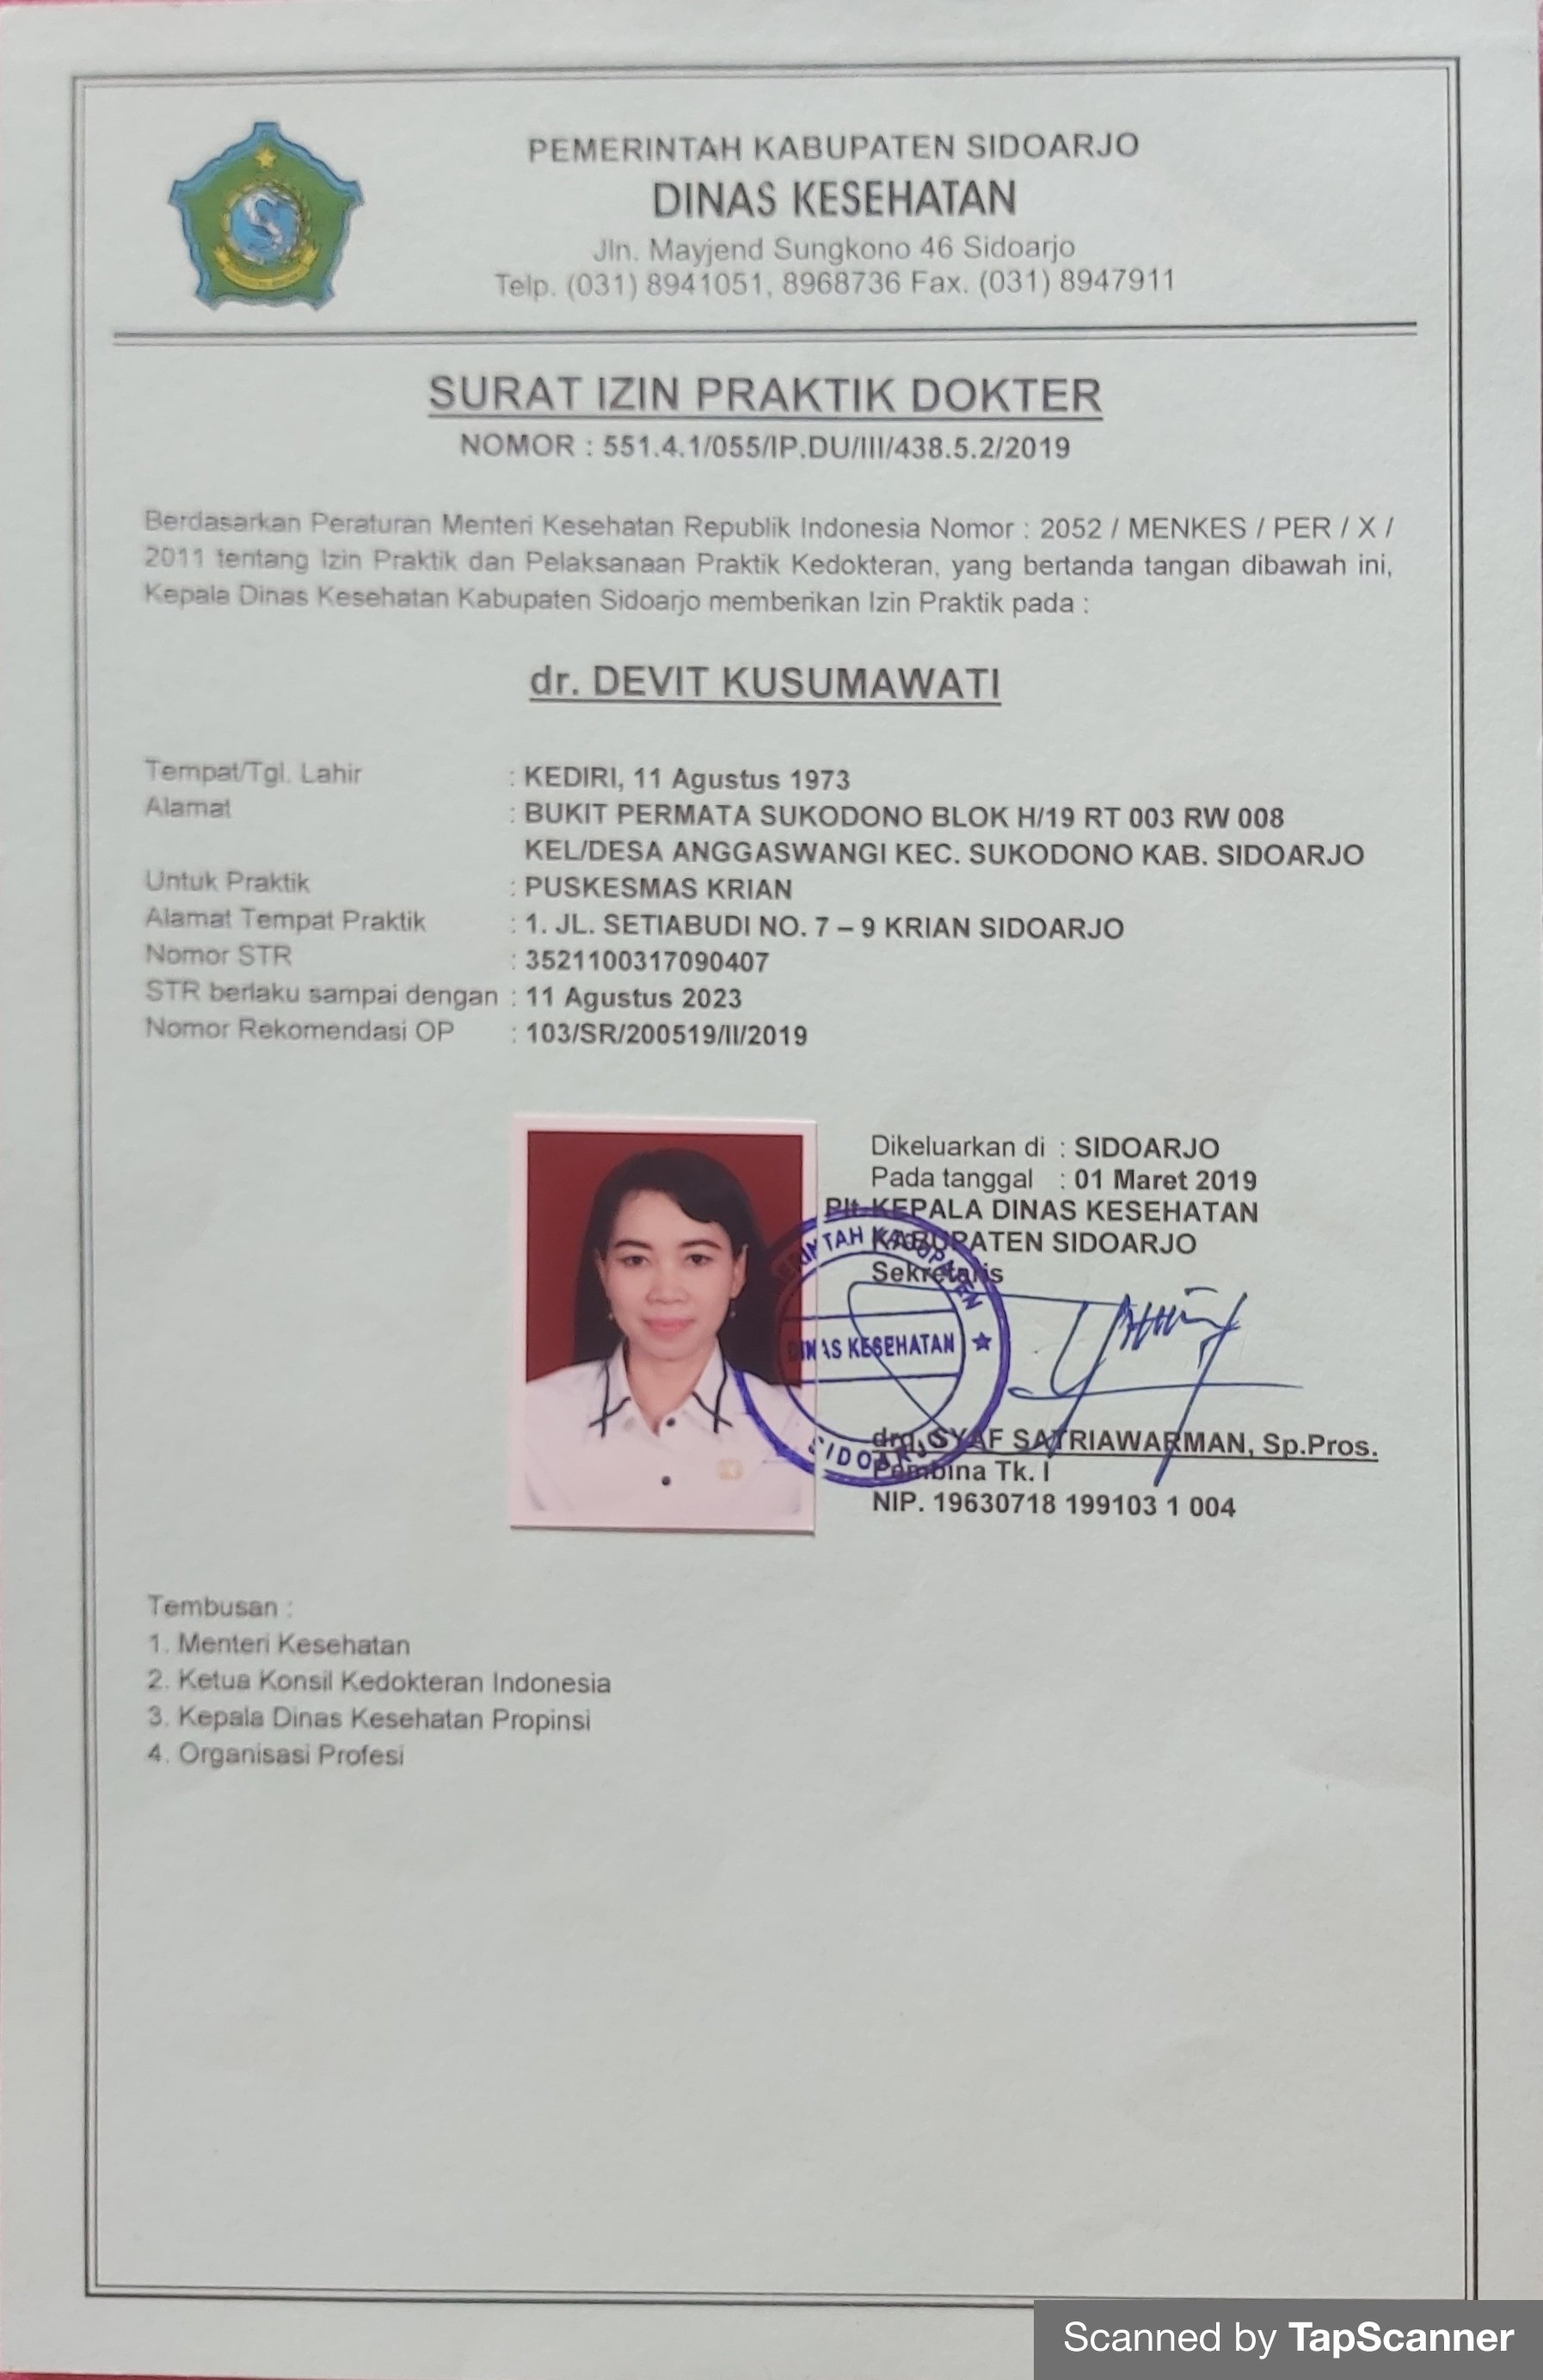 PEMERINTAH KABUPATEN SIDOARJO
DINAS KESEHATAN
Jln. Mayjend Sungkono 46 Sidoarjo
Telp. (031) 8941051, 8968736 Fax. (031) 8947911
SURAT IZIN PRAKTIK DOKTER
NOMOR : 551.4.1/055/IP.DU/III/438.5.2/2019
Berdasarkan Peraturan Menteri Kesehatan Republik Indonesia Nomor : 2052 / MENKES / PER / X /
2011 tentang Izin Praktik dan Pelaksanaan Praktik Kedokteran, yang bertanda tangan dibawah ini,
Kepala Dinas Kesehatan Kabupaten Sidoarjo memberikan Izin Praktik pada :
dr. DEVIT KUSUMAWATI
Tempat/Tgl. Lahir : KEDIRI, 11 Agustus 1973
Alamat : BUKIT PERMATA SUKODONO BLOK H/19 RT 003 RW 008
KEL/DESA ANGGASWANGI KEC. SUKODONO KAB. SIDOARJO
Untuk Praktik : PUSKESMAS KRIAN
Alamat Tempat Praktik : 1. JL. SETIABUDI NO. 7 – 9 KRIAN SIDOARJO
Nomor STR : 3521100317090407
STR berlaku sampai dengan : 11 Agustus 2023
Nomor Rekomendasi OP : 103/SR/200519/II/2019
Dikeluarkan di : SIDOARJO
Pada tanggal : 01 Maret 2019
Plt. KEPALA DINAS KESEHATAN
KABUPATEN SIDOARJO
Sekretaris
KABUPATEN
DINAS KESEHATAN
SIDOARJO
drg. SYAF SATRIAWARMAN, Sp.Pros.
Pembina Tk. I
NIP. 19630718 199103 1 004
Tembusan :
1. Menteri Kesehatan
2. Ketua Konsil Kedokteran Indonesia
3. Kepala Dinas Kesehatan Propinsi
4. Organisasi Profesi
Scanned by TapScanner